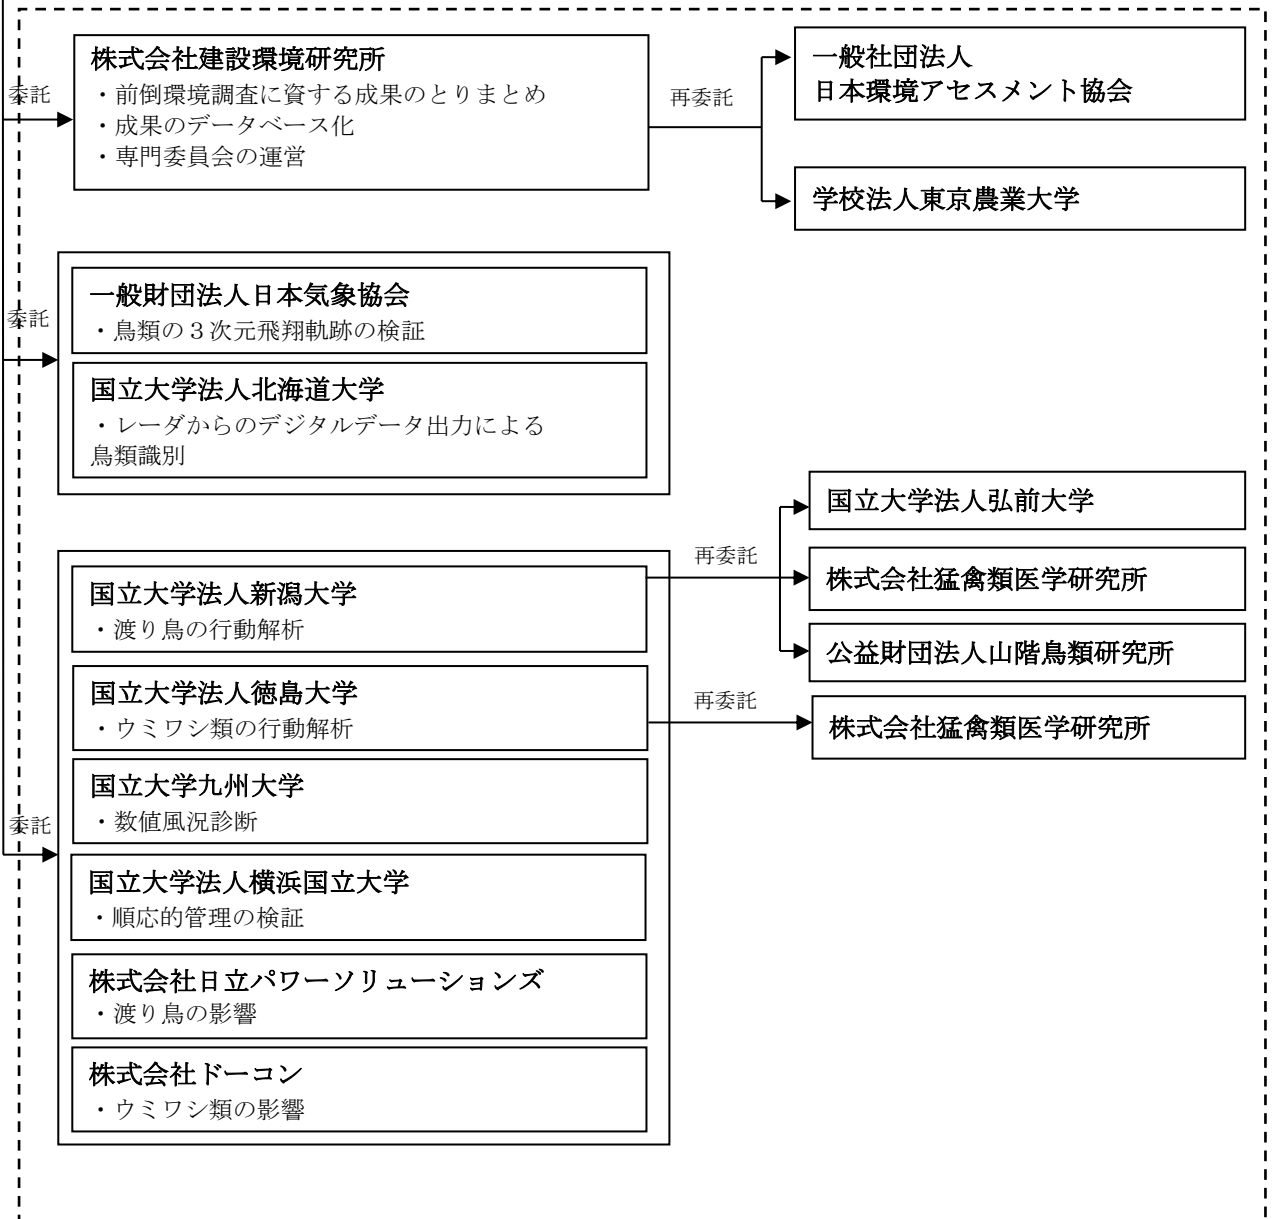 委託
株式会社建設環境研究所
・前倒環境調査に資する成果のとりまとめ
・成果のデータベース化
・専門委員会の運営
再委託
一般社団法人
日本環境アセスメント協会
学校法人東京農業大学
委託
一般財団法人日本気象協会
・鳥類の３次元飛翔軌跡の検証
国立大学法人北海道大学
・レーダからのデジタルデータ出力による
鳥類識別
委託
国立大学法人新潟大学
・渡り鳥の行動解析
再委託
国立大学法人弘前大学
株式会社猛禽類医学研究所
公益財団法人山階鳥類研究所
国立大学法人徳島大学
・ウミワシ類の行動解析
再委託
株式会社猛禽類医学研究所
国立大学九州大学
・数値風況診断
国立大学法人横浜国立大学
・順応的管理の検証
株式会社日立パワーソリューションズ
・渡り鳥の影響
株式会社ドーコン
・ウミワシ類の影響